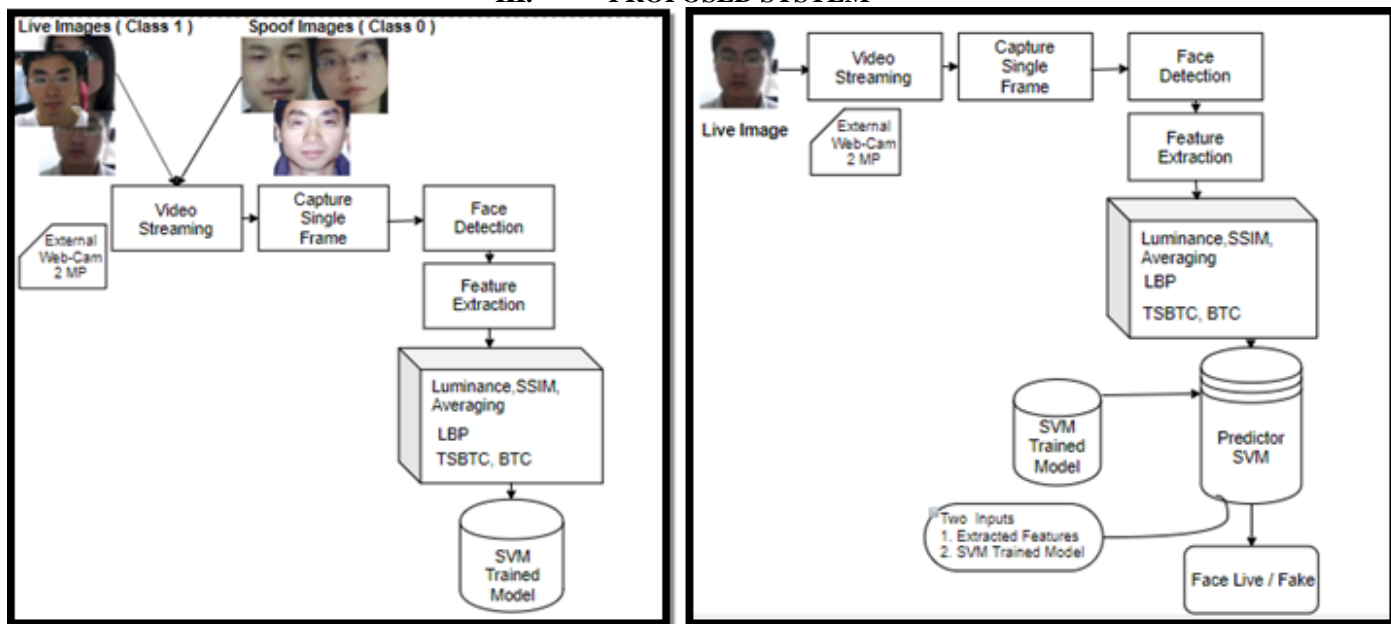 III. PROPOSED SYSTEM
Live Images ( Class 1 )
Spoof Images ( Class 0 )
Video
Streaming
Capture
Single
Frame
Face
Detection
External
Web-Cam
2 MP
Feature
Extraction
Luminance,SSIM,
Averaging
LBP
TSBTC, BTC
SVM
Trained
Model
Live Image
Video
Streaming
Capture
Single
Frame
Face
Detection
External
Web-Cam
2 MP
Feature
Extraction
Luminance,SSIM,
Averaging
LBP
TSBTC, BTC
SVM
Trained
Model
Predictor
SVM
Two Inputs
1. Extracted Features
2. SVM Trained Model
Face Live / Fake